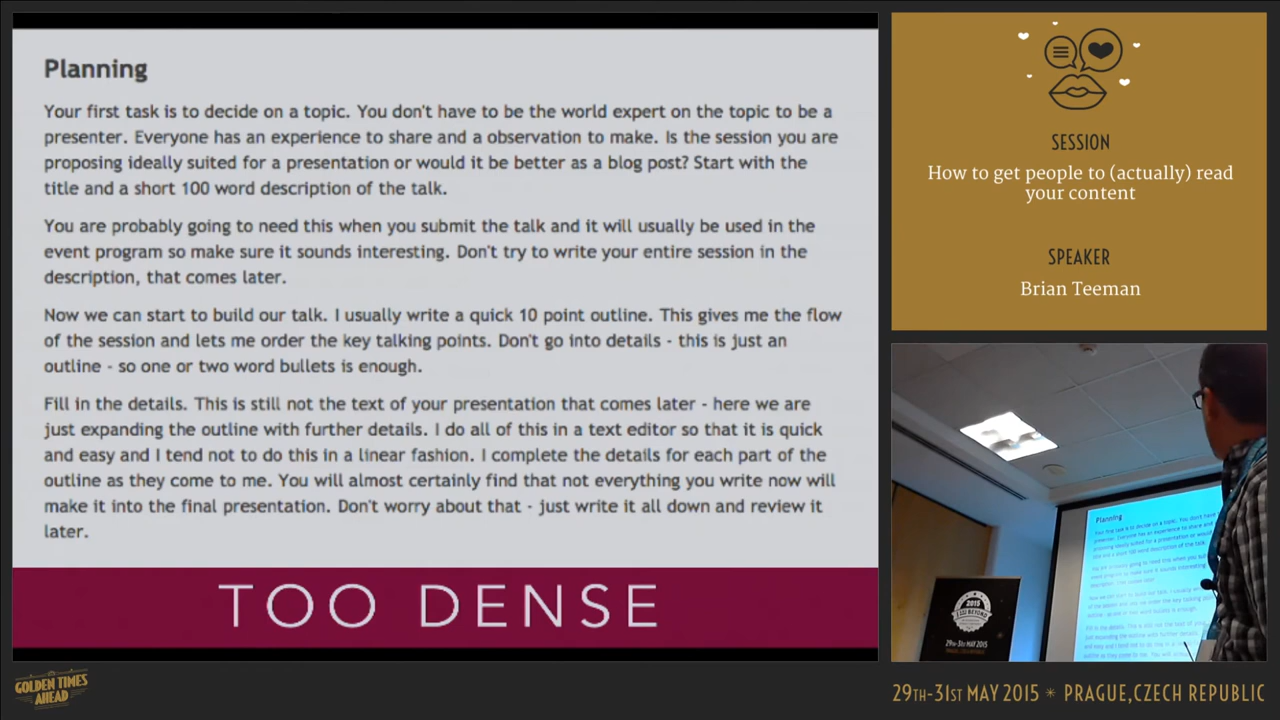 Planning
Your first task is to decide on a topic. You don't have to be the world expert on the topic to be a
presenter. Everyone has an experience to share and a observation to make. Is the session you are
proposing ideally suited for a presentation or would it be better as a blog post? Start with the
title and a short 100 word description of the talk.
You are probably going to need this when you submit the talk and it will usually be used in the
event program so make sure it sounds interesting. Don't try to write your entire session in the
description, that comes later.
Now we can start to build our talk. I usually write a quick 10 point outline. This gives me the flow
of the session and lets me order the key talking points. Don't go into details - this is just an
outline - so one or two word bullets is enough.
Fill in the details. This is still not the text of your presentation that comes later - here we are
just expanding the outline with further details. I do all of this in a text editor so that it is quick
and easy and I tend not to do this in a linear fashion. I complete the details for each part of the
outline as they come to me. You will almost certainly find that not everything you write now will
make it into the final presentation. Don't worry about that - just write it all down and review it
later.
TOO DENSE
SESSION
How to get people to (actually) read
your content
SPEAKER
Brian Teeman
Planning
2015
J AND BEYOND
29TH-31ST MAY 2015
GOLDEN TIMES
AHEAD
29TH-31ST MAY 2015 * PRAGUE,CZECH REPUBLIC